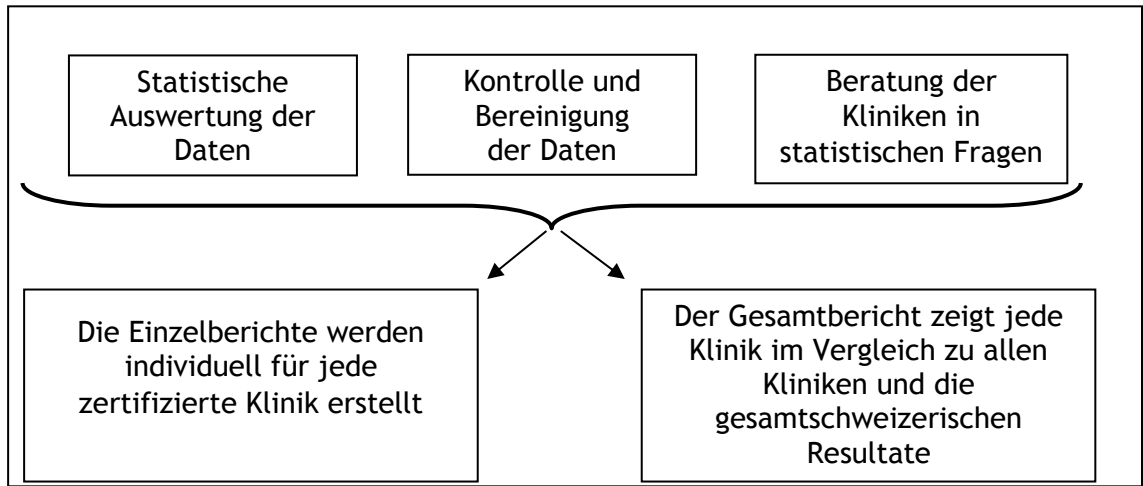 Statistische
Auswertung der
Daten
Kontrolle und
Bereinigung
der Daten
Beratung der
Kliniken in
statistischen Fragen
Die Einzelberichte werden
individuell für jede
zertifizierte Klinik erstellt
Der Gesamtbericht zeigt jede
Klinik im Vergleich zu allen
Kliniken und die
gesamtschweizerischen
Resultate